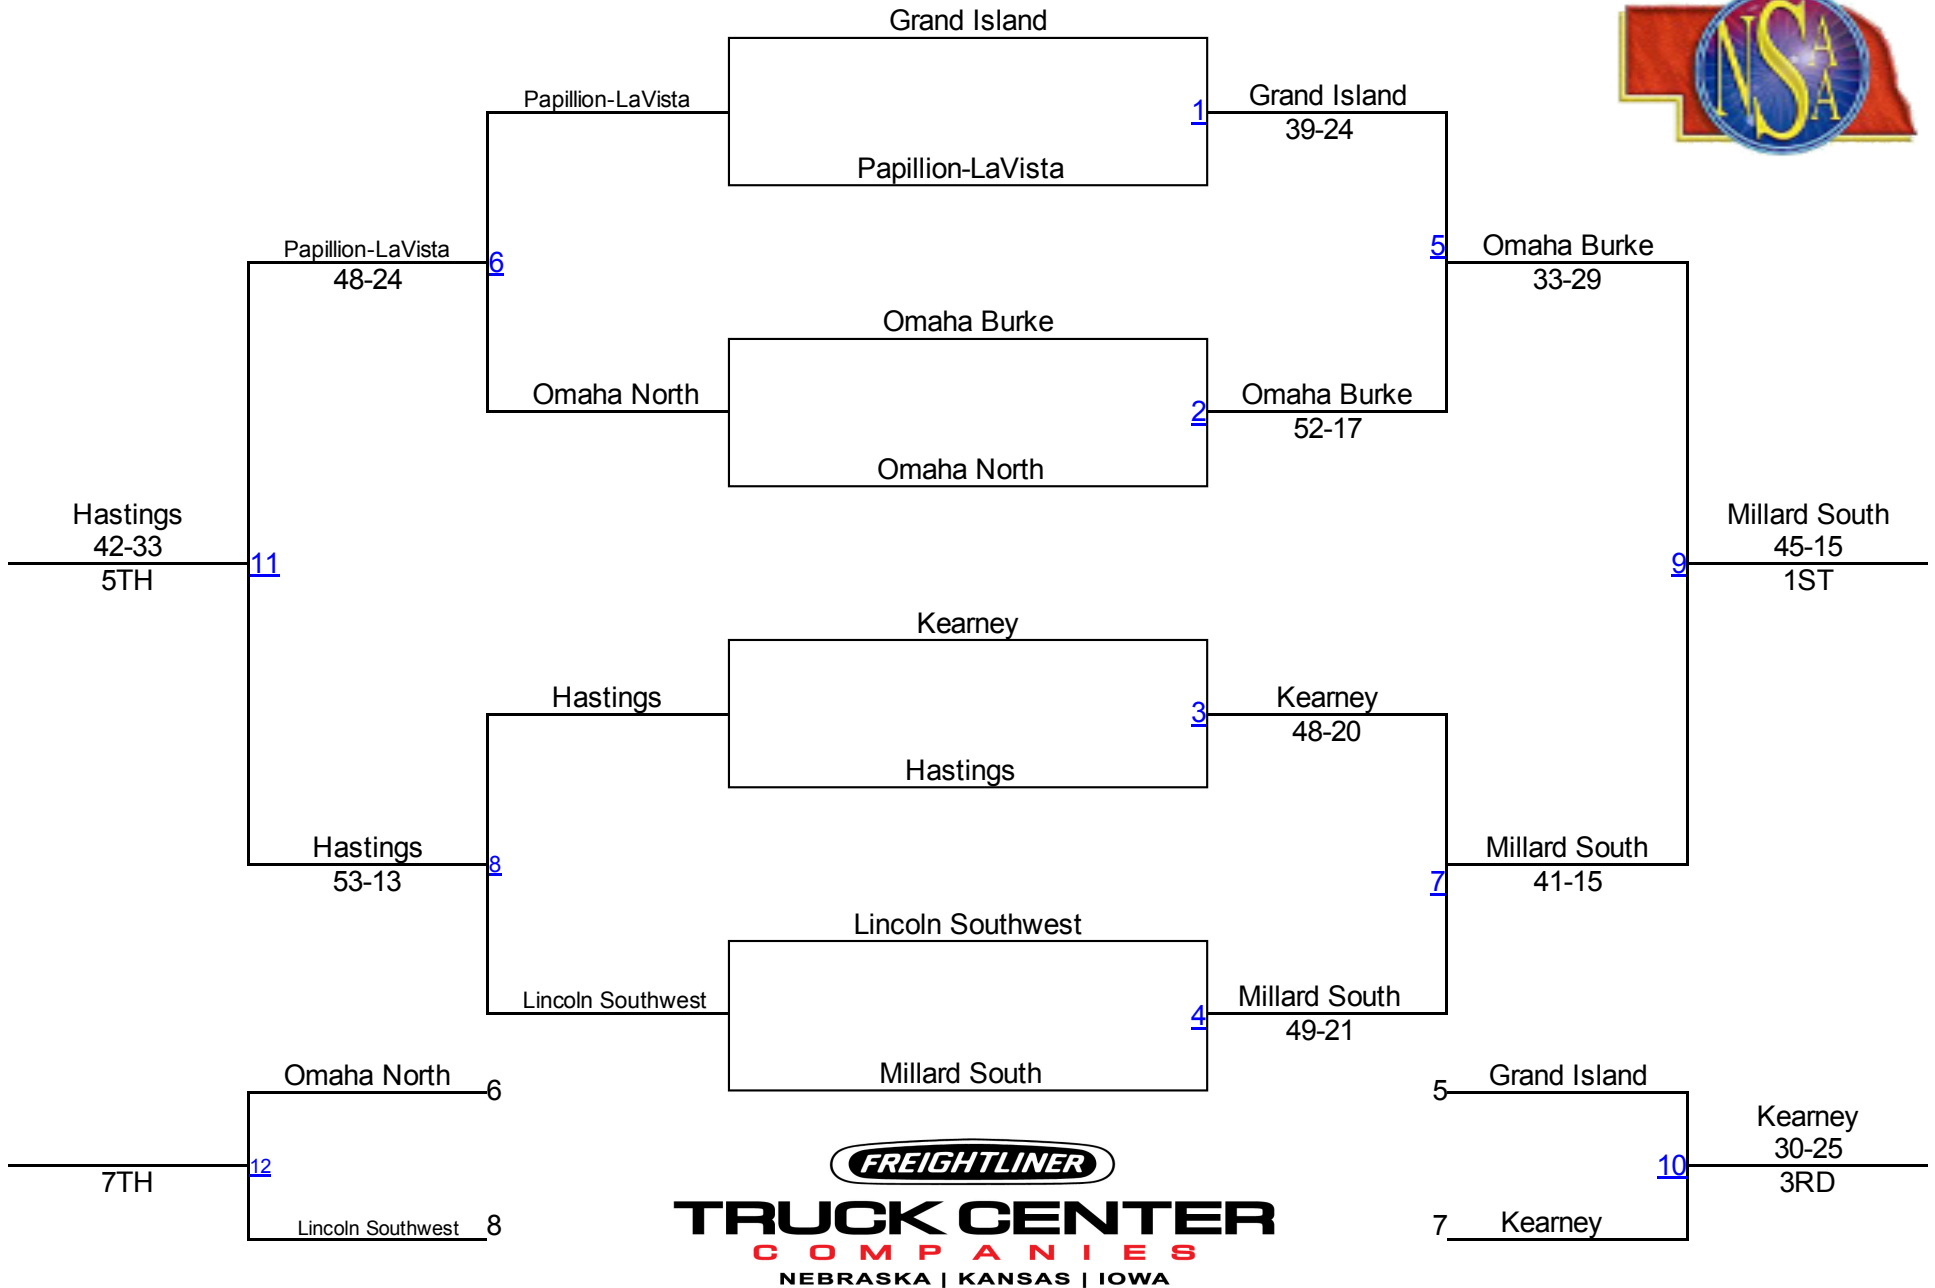 Grand Island
Papillion-LaVista
1
Grand Island
39-24
Papillion-LaVista
NSAA
Papillion-LaVista
48-24
6
5
Omaha Burke
33-29
Omaha Burke
Omaha North
2
Omaha Burke
52-17
Omaha North
Hastings
42-33
5TH
11
9
Millard South
45-15
1ST
Kearney
Hastings
3
Kearney
48-20
Hastings
Hastings
53-13
8
7
Millard South
41-15
Lincoln Southwest
Lincoln Southwest
4
Millard South
49-21
Millard South
Omaha North
6
5
Grand Island
12
7TH
10
Kearney
30-25
3RD
Lincoln Southwest
8
7
Kearney
FREIGHTLINER
TRUCK CENTER
COMPANIES
NEBRASKA | KANSAS | IOWA